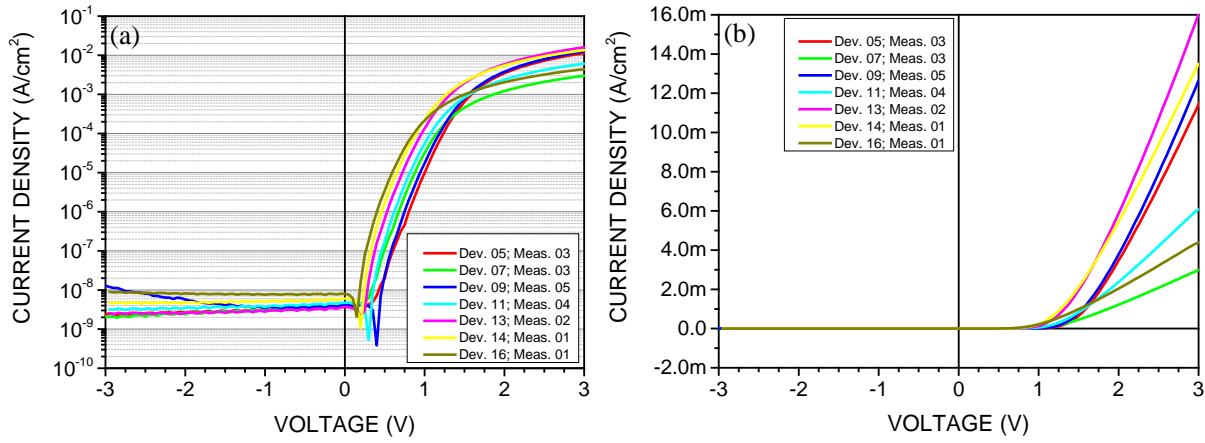 (a)
CURRENT DENSITY (A/cm²)
10⁻¹
10⁻²
10⁻³
10⁻⁴
10⁻⁵
10⁻⁶
10⁻⁷
10⁻⁸
10⁻⁹
10⁻¹⁰
Dev. 05; Meas. 03
Dev. 07; Meas. 03
Dev. 09; Meas. 05
Dev. 11; Meas. 04
Dev. 13; Meas. 02
Dev. 14; Meas. 01
Dev. 16; Meas. 01
-3 -2 -1 0 1 2 3
VOLTAGE (V)
(b)
CURRENT DENSITY (A/cm²)
16.0m
14.0m
12.0m
10.0m
8.0m
6.0m
4.0m
2.0m
0.0
-2.0m
Dev. 05; Meas. 03
Dev. 07; Meas. 03
Dev. 09; Meas. 05
Dev. 11; Meas. 04
Dev. 13; Meas. 02
Dev. 14; Meas. 01
Dev. 16; Meas. 01
-3 -2 -1 0 1 2 3
VOLTAGE (V)